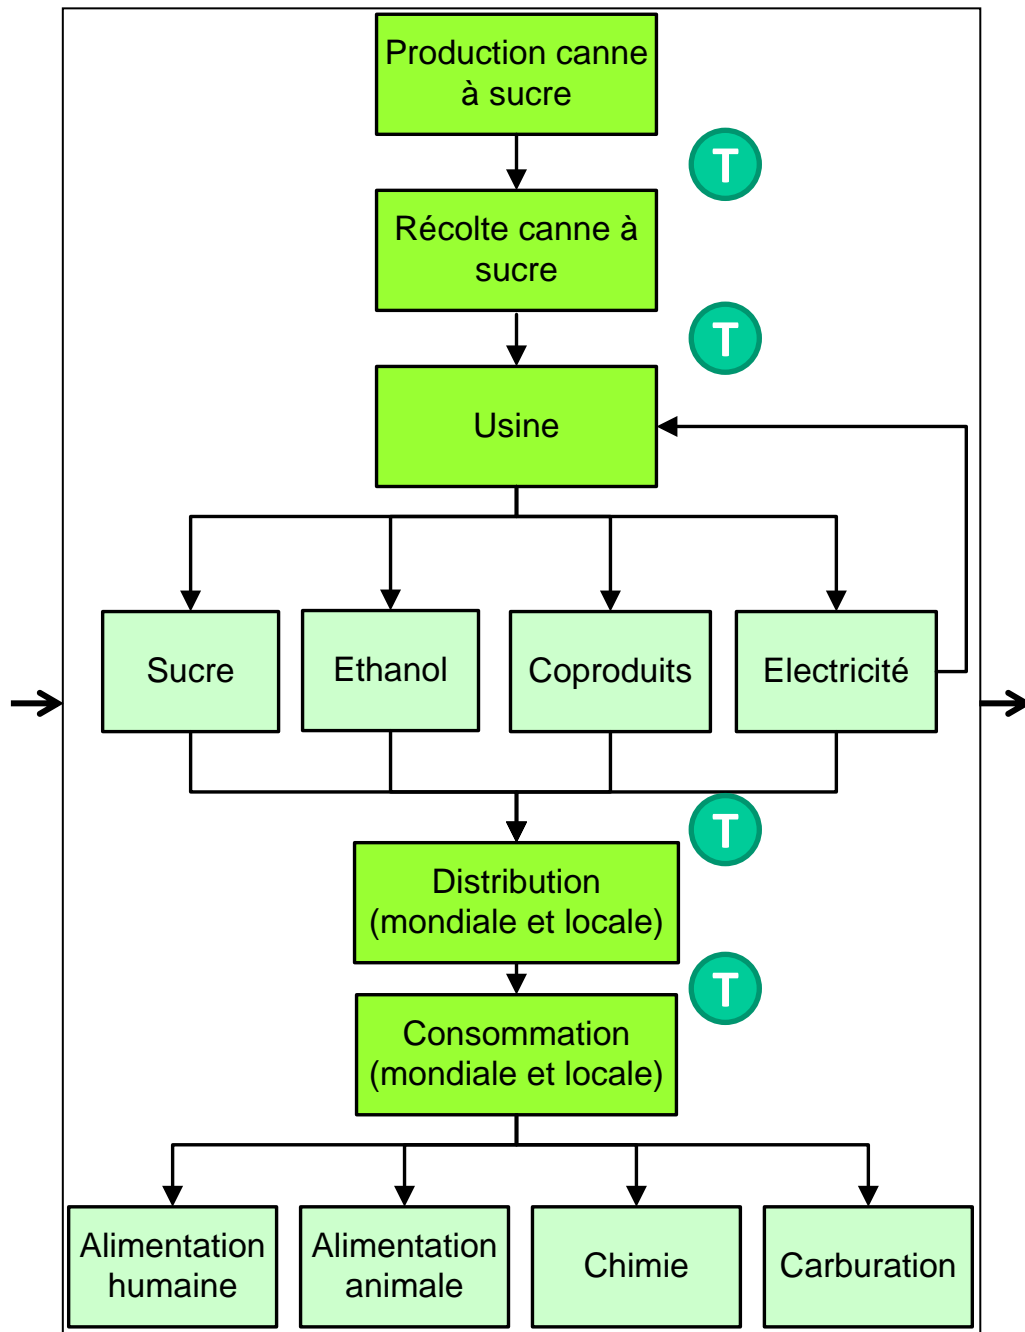 Production canne
à sucre
T
Récolte canne à
sucre
T
Usine
Sucre
Ethanol
Coproduits
Electricité
T
Distribution
(mondiale et locale)
T
Consommation
(mondiale et locale)
Alimentation
humaine
Alimentation
animale
Chimie
Carburation